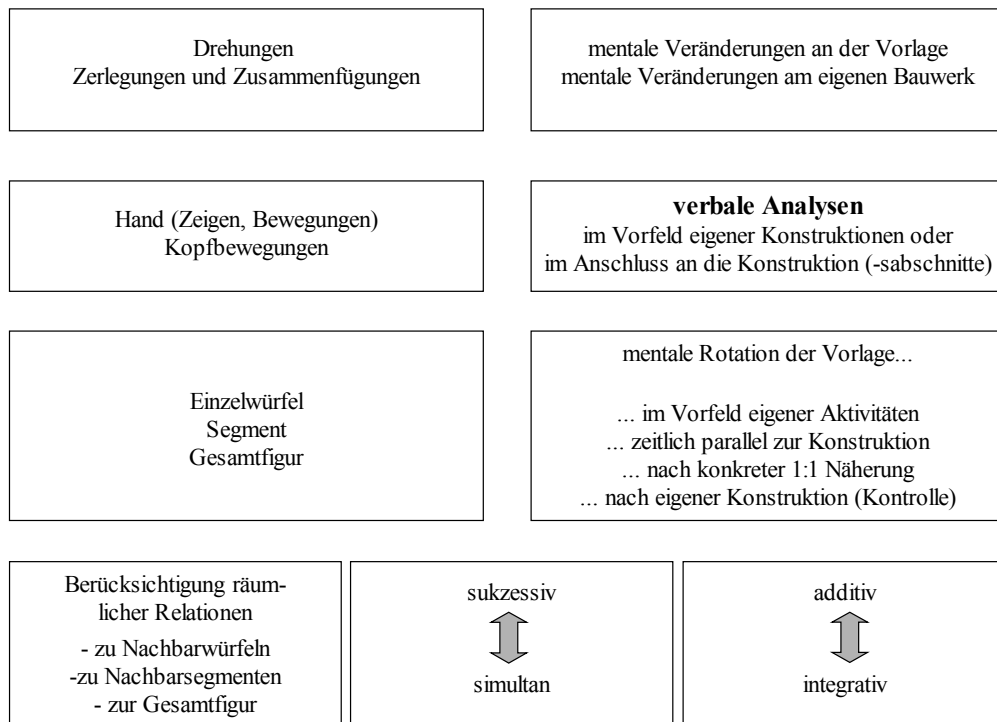 Drehungen
Zerlegungen und Zusammenfügungen
mentale Veränderungen an der Vorlage
mentale Veränderungen am eigenen Bauwerk
Hand (Zeigen, Bewegungen)
Kopfbewegungen
verbale Analysen
im Vorfeld eigener Konstruktionen oder
im Anschluss an die Konstruktion (-sabschnitte)
Einzelwürfel
Segment
Gesamtfigur
mentale Rotation der Vorlage...
... im Vorfeld eigener Aktivitäten
... zeitlich parallel zur Konstruktion
... nach konkreter 1:1 Näherung
... nach eigener Konstruktion (Kontrolle)
Berücksichtigung räum-
licher Relationen
- zu Nachbarwürfeln
-zu Nachbarsegmenten
- zur Gesamtfigur
sukzessiv
simultan
additiv
integrativ